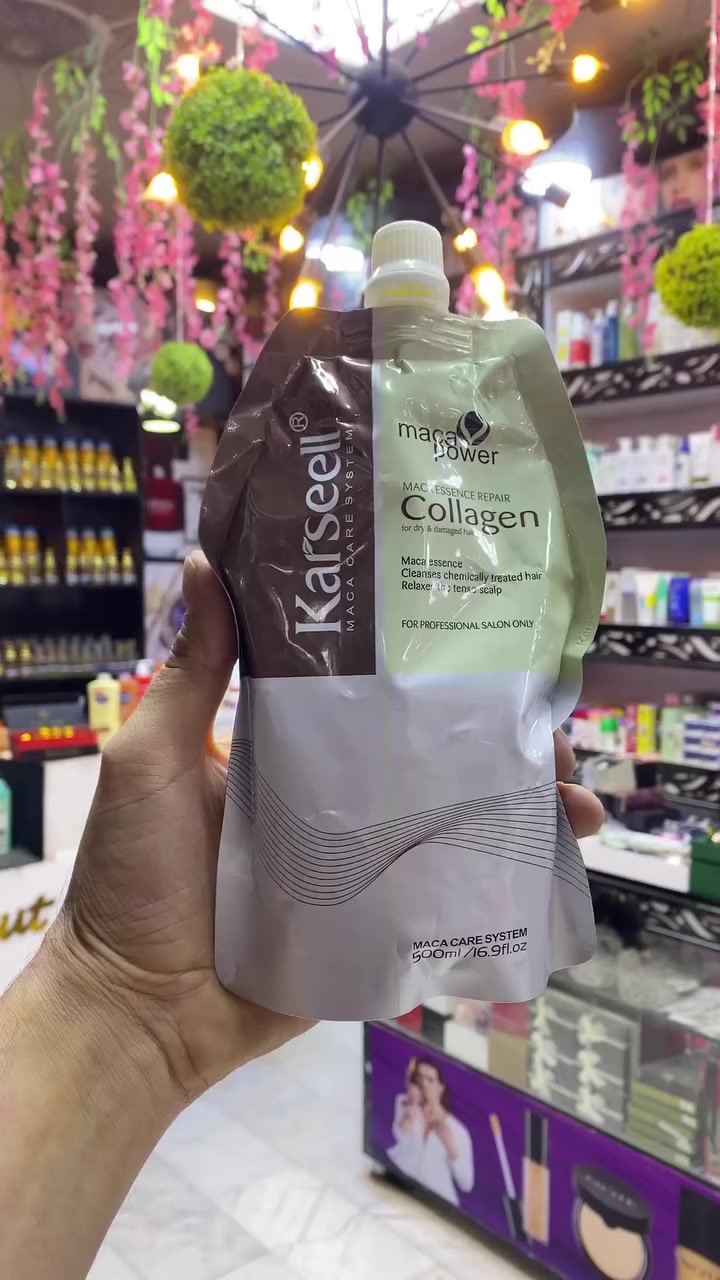 Karseell®
MACA CARE SYSTEM
maca
power
MACA ESSENCE REPAIR
Collagen
for dry & damaged hair
Maca essence
Cleanses chemically treated hair
Relaxes the tense scalp
FOR PROFESSIONAL SALON ONLY
MACA CARE SYSTEM
500ml /16.9fl.oz
ut